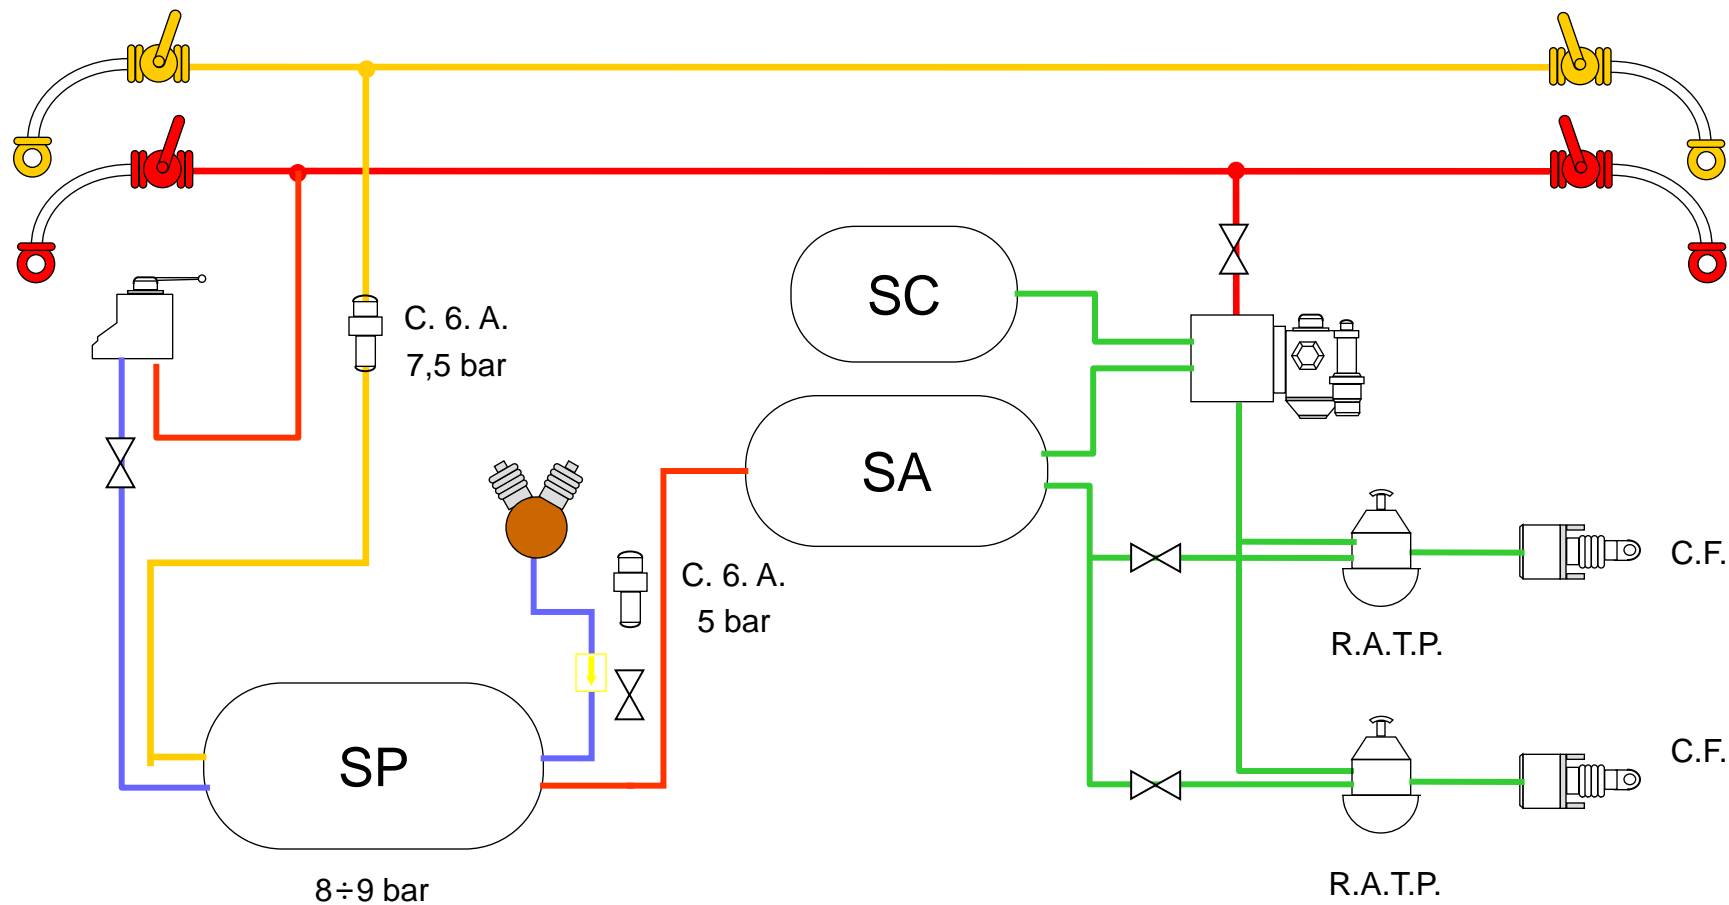 SC
C. 6. A.
7,5 bar
SA
C.F.
C. 6. A.
5 bar
R.A.T.P.
C.F.
SP
8÷9 bar
R.A.T.P.